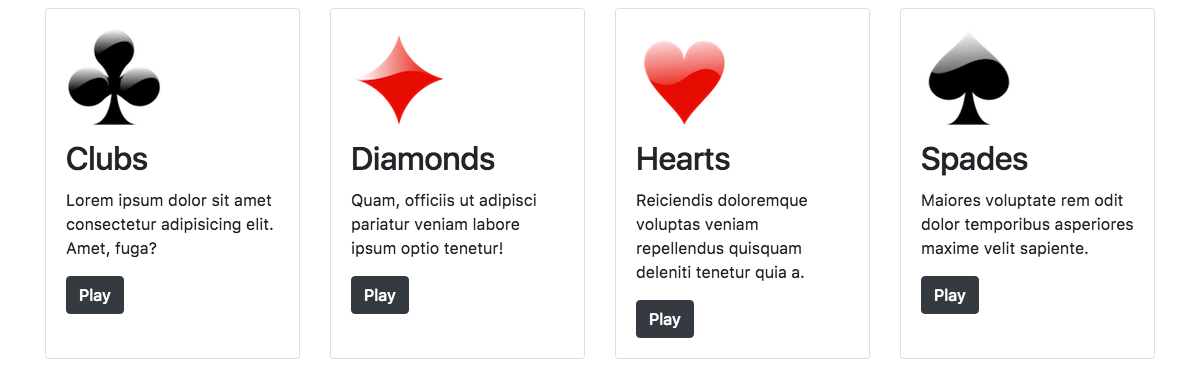 Clubs
Lorem ipsum dolor sit amet
consectetur adipisicing elit.
Amet, fuga?
Play
Diamonds
Quam, officiis ut adipisci
pariatur veniam labore
ipsum optio tenetur!
Play
Hearts
Reiciendis doloremque
voluptas veniam
repellendus quisquam
deleniti tenetur quia a.
Play
Spades
Maiores voluptate rem odit
dolor temporibus asperiores
maxime velit sapiente.
Play